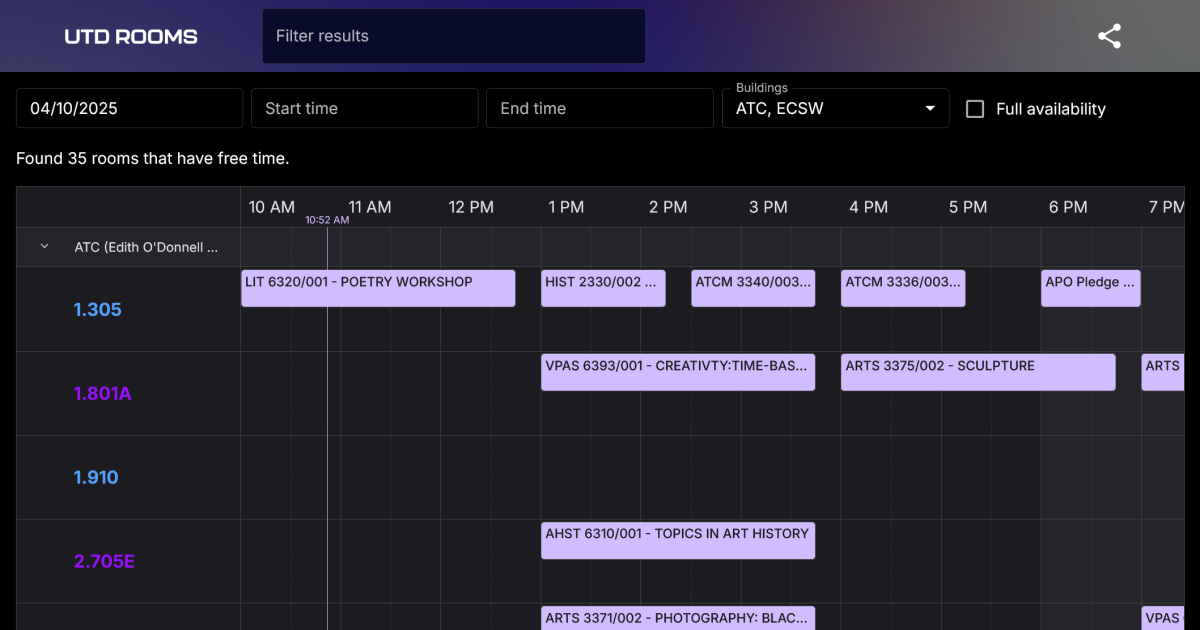 UTD ROOMS
Filter results
04/10/2025
Start time
End time
Buildings
ATC, ECSW
Full availability
Found 35 rooms that have free time.
10 AM 11 AM 12 PM 1 PM 2 PM 3 PM 4 PM 5 PM 6 PM 7 PM
10:52 AM
ATC (Edith O'Donnell ...
1.305
LIT 6320/001 - POETRY WORKSHOP
HIST 2330/002 ...
ATCM 3340/003...
ATCM 3336/003...
APO Pledge ...
1.801A
VPAS 6393/001 - CREATIVTY:TIME-BAS...
ARTS 3375/002 - SCULPTURE
ARTS
1.910
2.705E
AHST 6310/001 - TOPICS IN ART HISTORY
ARTS 3371/002 - PHOTOGRAPHY: BLAC...
VPAS